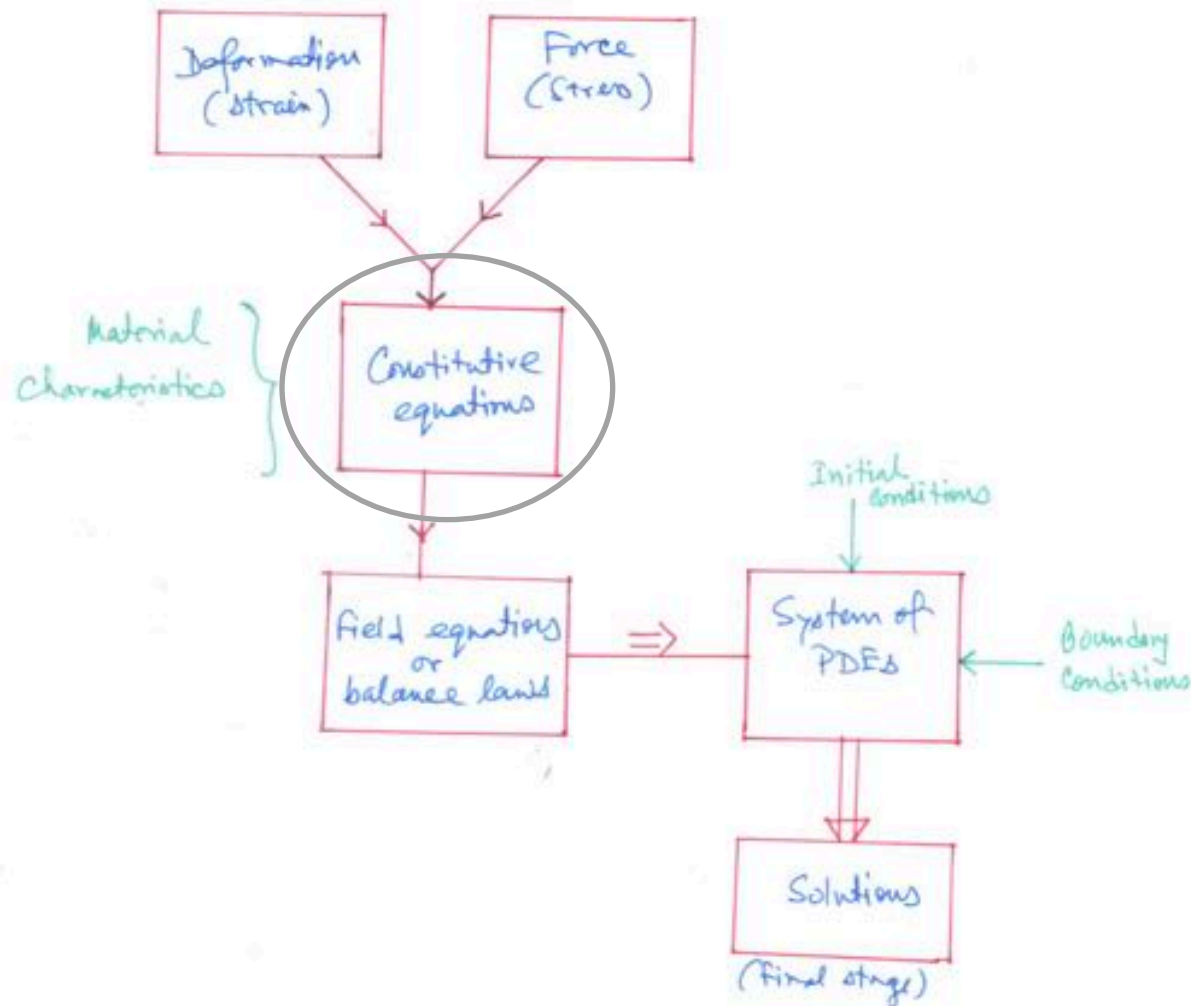 Deformation
(strain)
Force
(Stress)
Material
Characteristics
Constitutive
equations
Initial
conditions
Field equations
or
balance laws
⇒
System of
PDEs
Boundary
Conditions
Solutions
(Final stage)